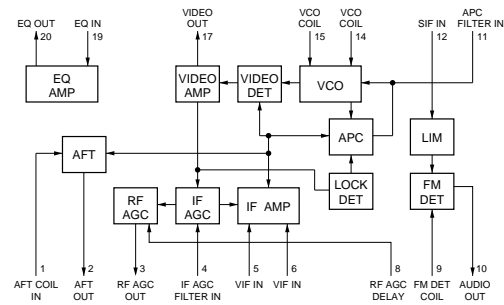 EQ OUT
20
EQ IN
19
VIDEO
OUT
17
VCO
COIL
15
VCO
COIL
14
SIF IN
12
APC
FILTER IN
11
EQ
AMP
VIDEO
AMP
VIDEO
DET
VCO
AFT
APC
LIM
LOCK
DET
FM
DET
RF
AGC
IF
AGC
IF AMP
1
AFT COIL
IN
2
AFT
OUT
3
RF AGC
OUT
4
IF AGC
FILTER IN
5
VIF IN
6
VIF IN
8
RF AGC
DELAY
9
FM DET
COIL
10
AUDIO OUT